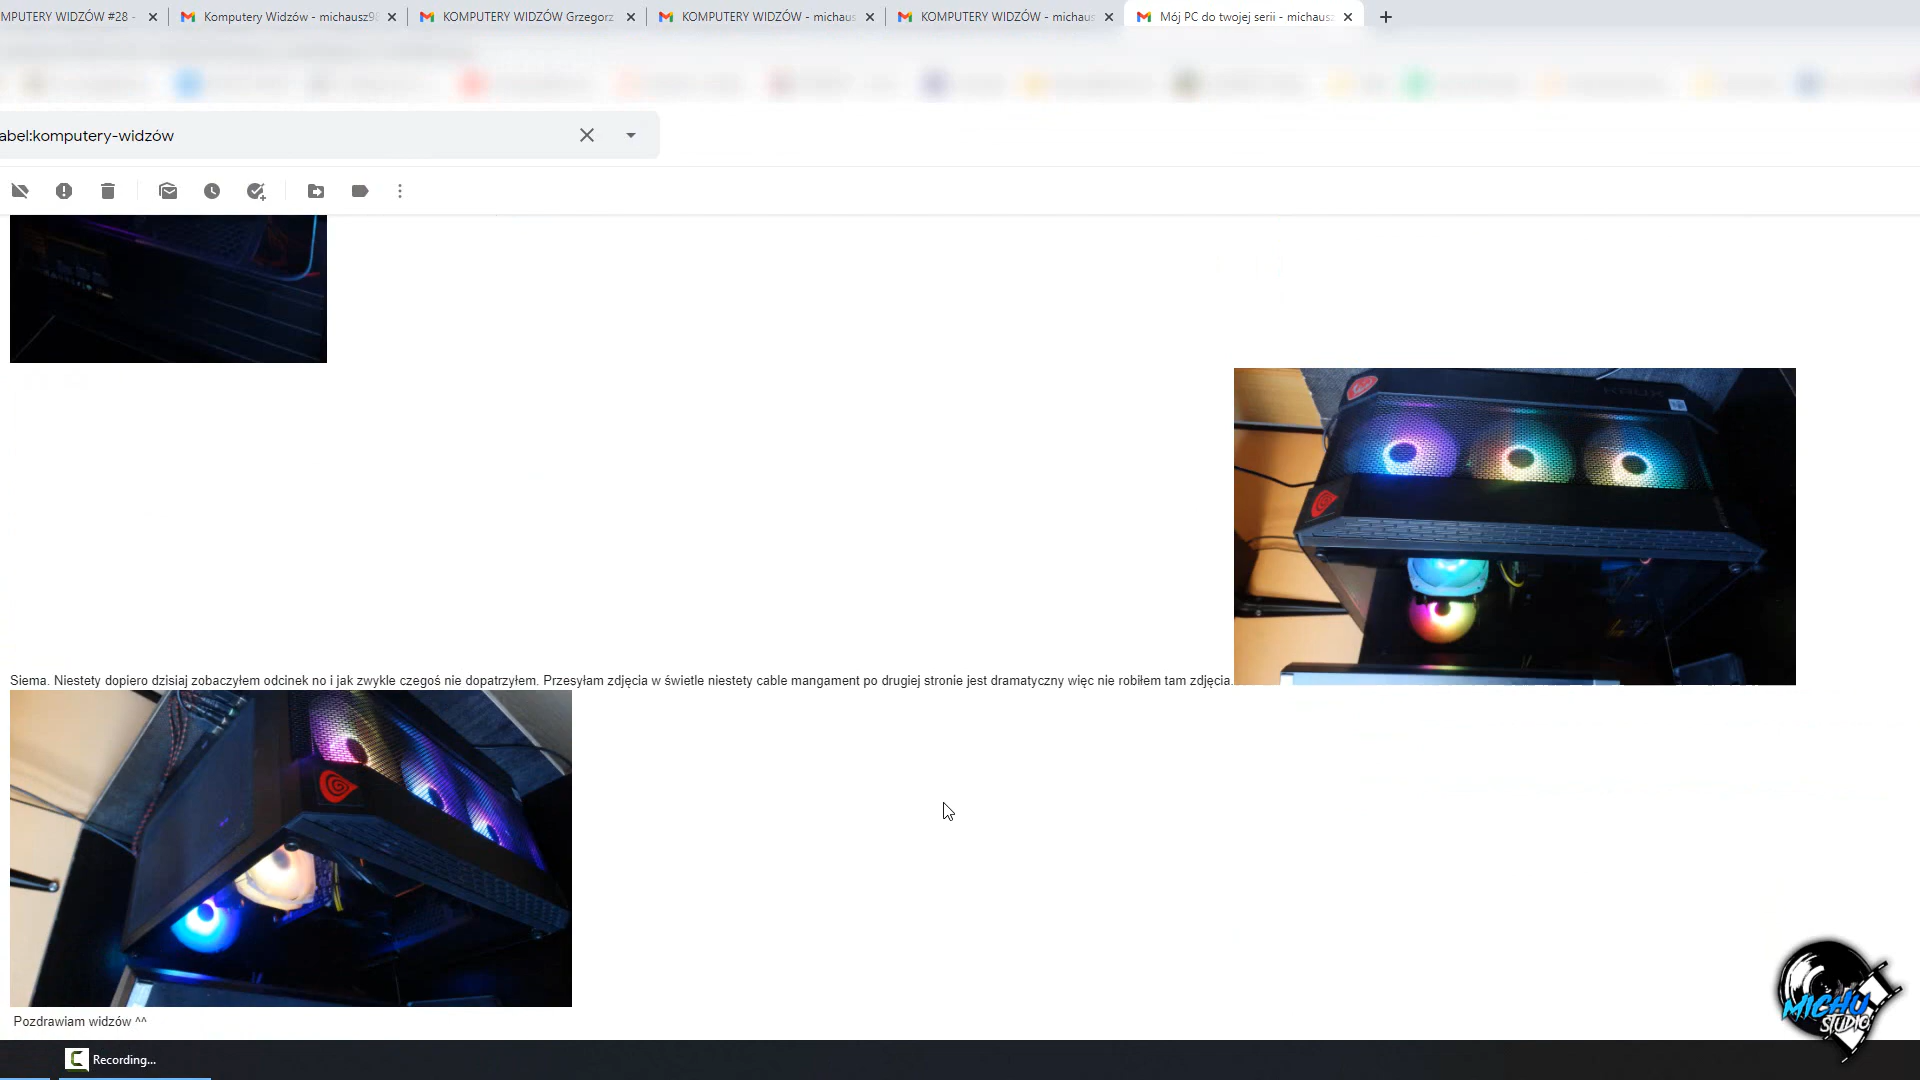 MPUTERY WIDZÓW #28 -
Komputery Widzów - michausz98
KOMPUTERY WIDZÓW Grzegorz
KOMPUTERY WIDZÓW - michaus
KOMPUTERY WIDZÓW - michaus
Mój PC do twojej serii - michausz
abel:komputery-widzów
Siema. Niestety dopiero dzisiaj zobaczyłem odcinek no i jak zwykle czegoś nie dopatrzyłem. Przesyłam zdjęcia w świetle niestety cable mangament po drugiej stronie jest dramatyczny więc nie robiłem tam zdjęcia.
Pozdrawiam widzów ^^
MICHU
STUDIO
Recording...